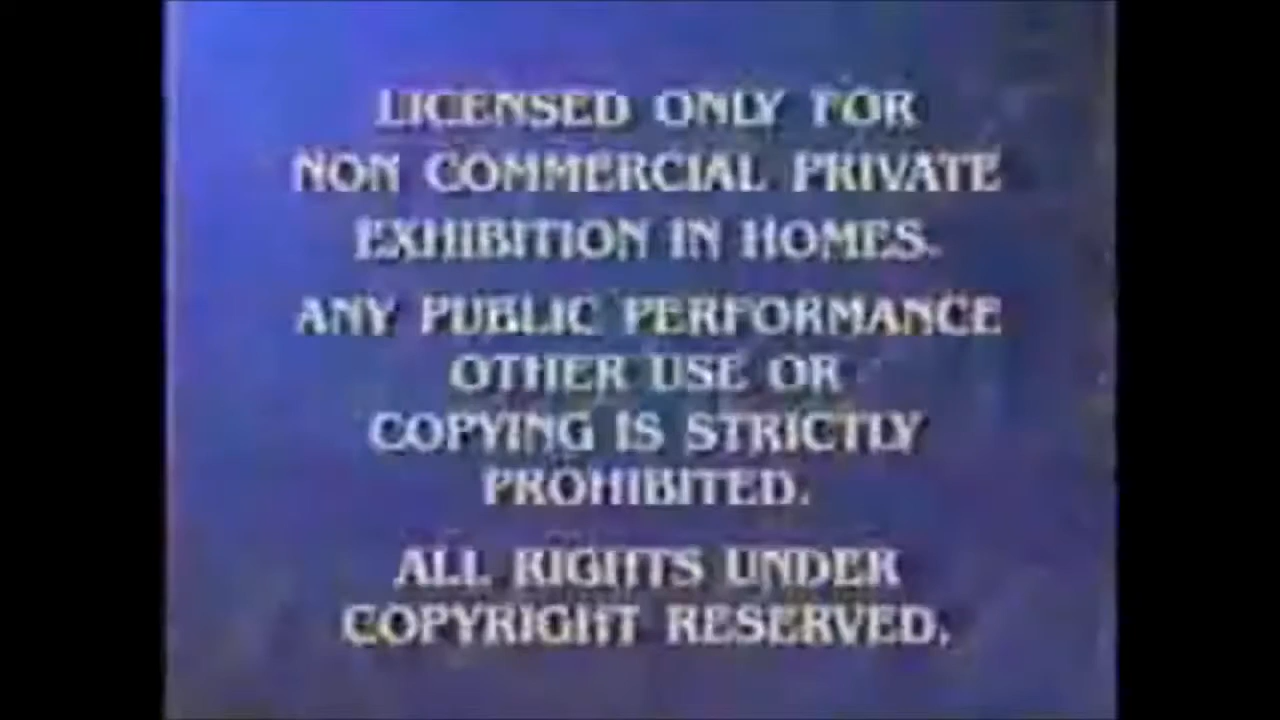 LICENSED ONLY FOR
NON COMMERCIAL PRIVATE
EXHIBITION IN HOMES.
ANY PUBLIC PERFORMANCE
OTHER USE OR
COPYING IS STRICTLY
PROHIBITED.
ALL RIGHTS UNDER
COPYRIGHT RESERVED.